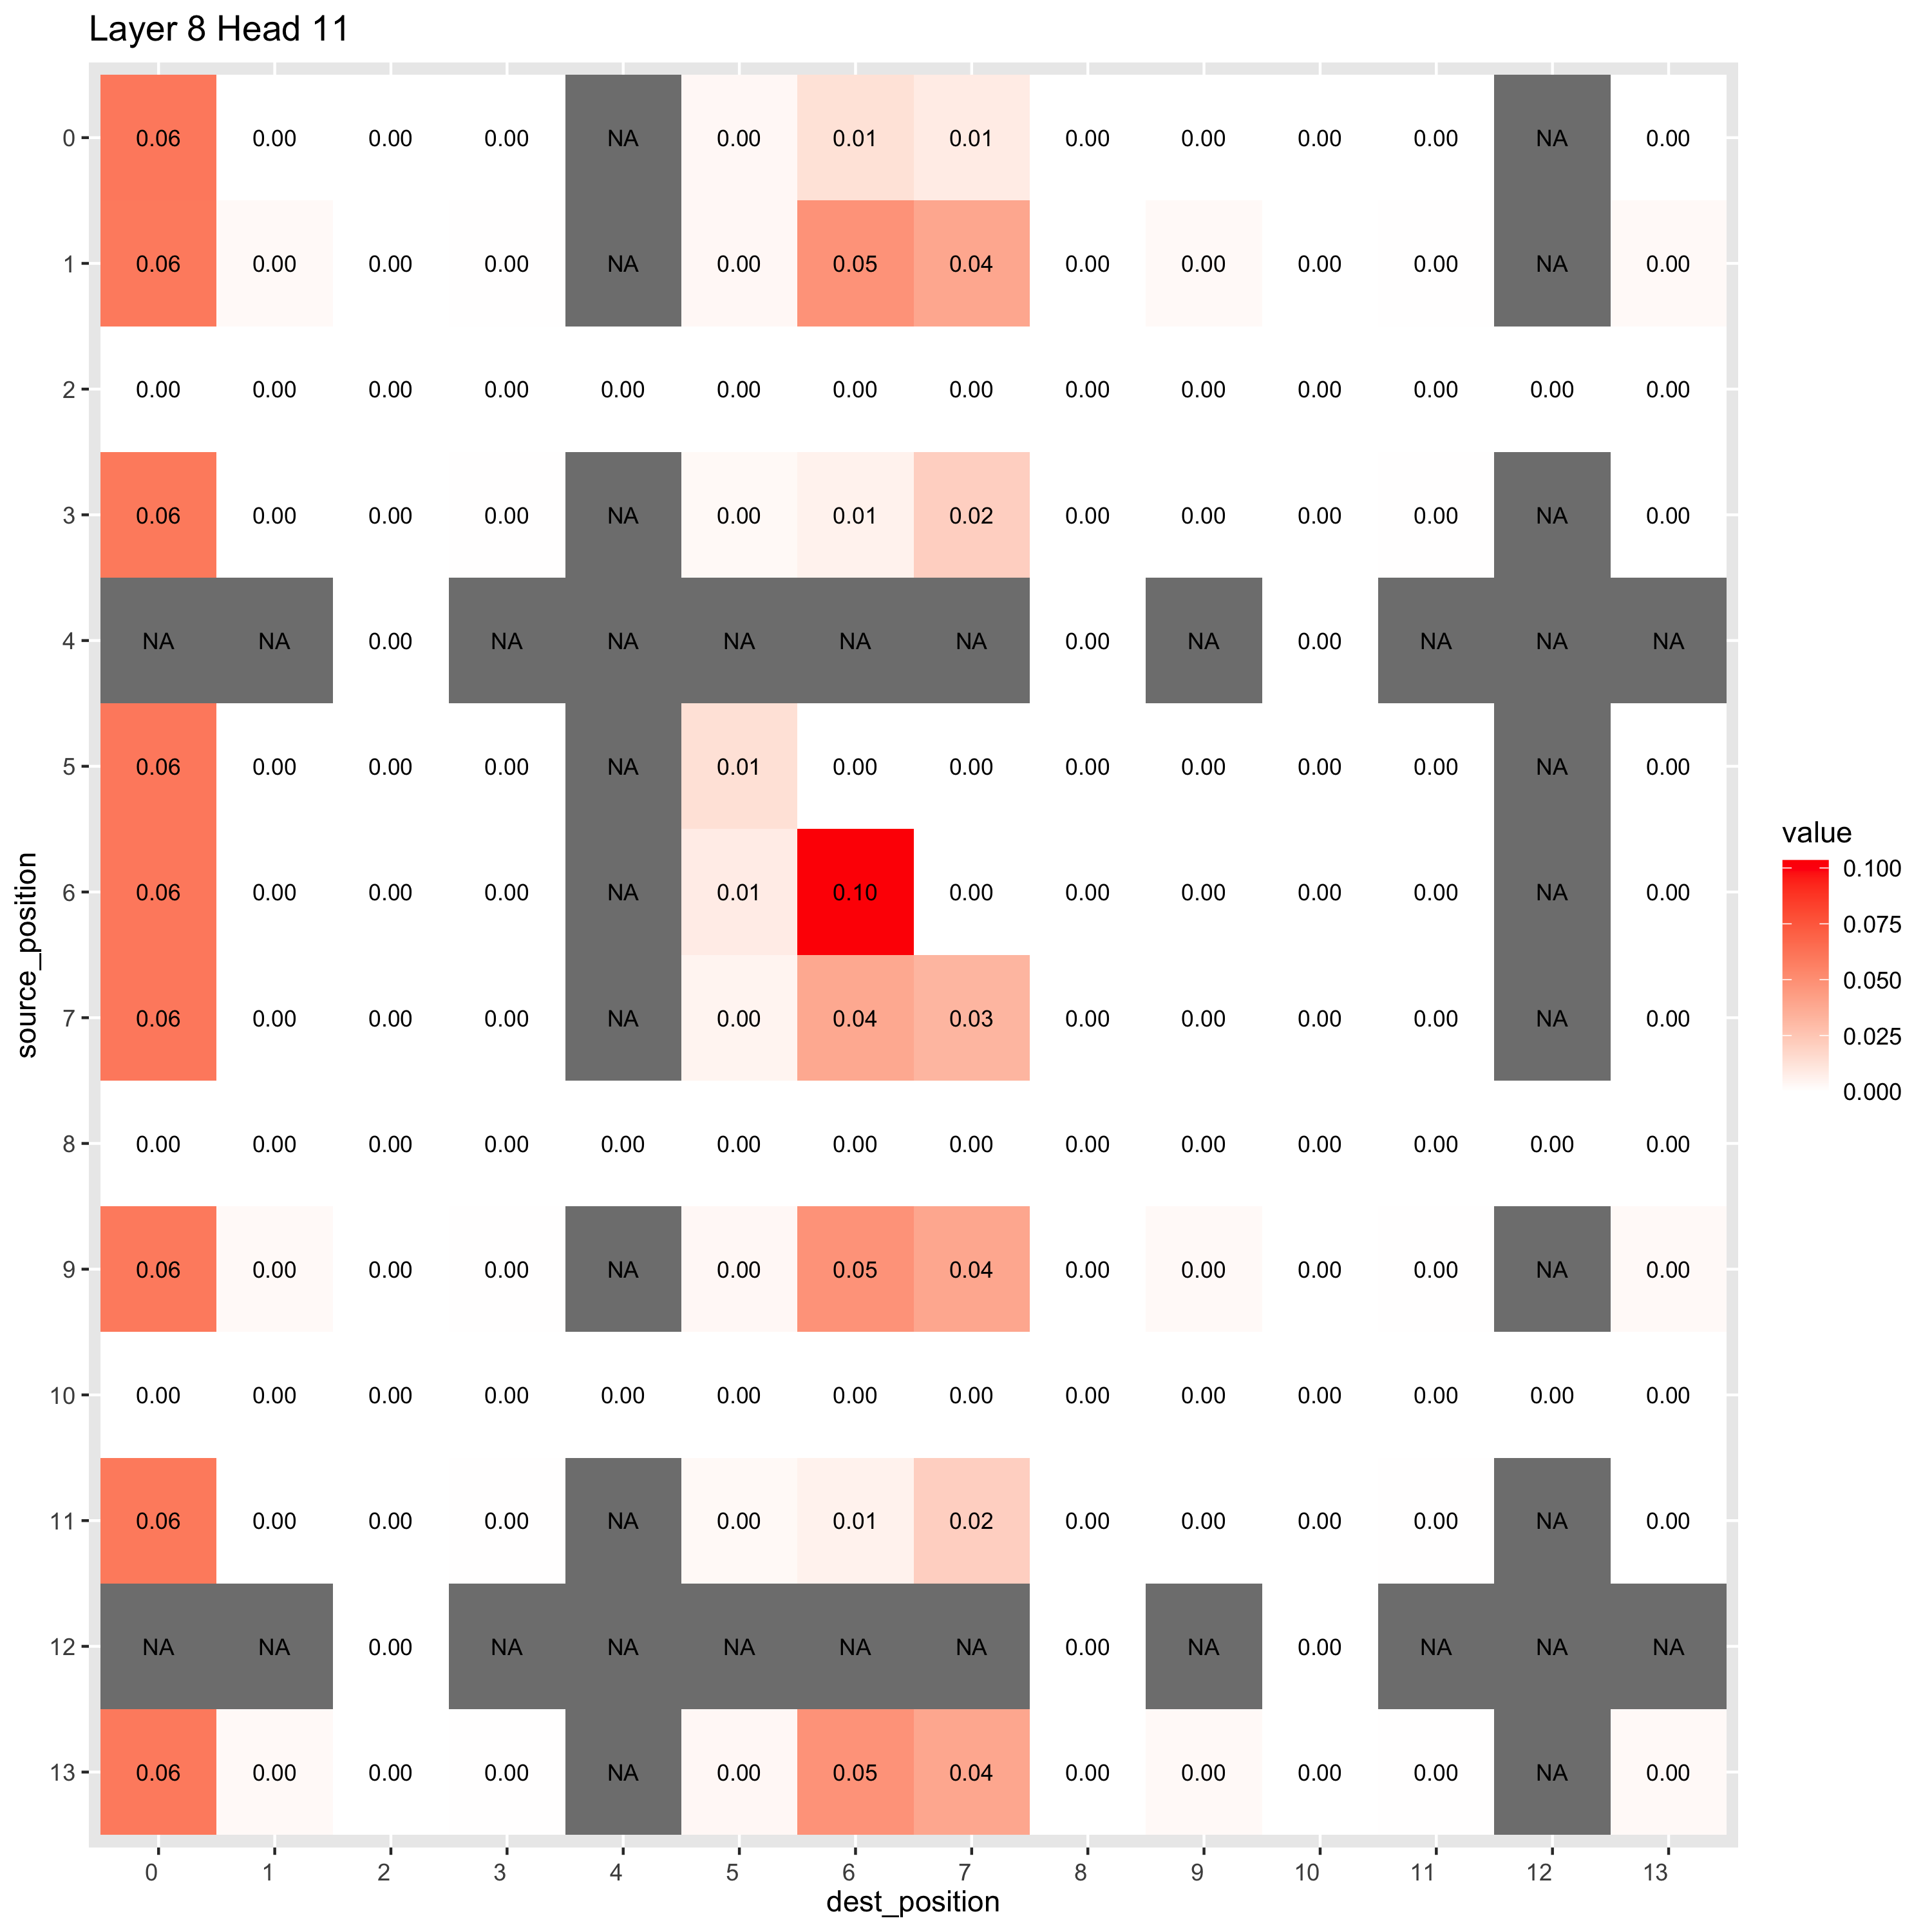 Layer 8 Head 11
0 0.06 0.00 0.00 0.00 NA 0.00 0.01 0.01 0.00 0.00 0.00 0.00 NA 0.00
1 0.06 0.00 0.00 0.00 NA 0.00 0.05 0.04 0.00 0.00 0.00 0.00 NA 0.00
2 0.00 0.00 0.00 0.00 0.00 0.00 0.00 0.00 0.00 0.00 0.00 0.00 0.00 0.00
3 0.06 0.00 0.00 0.00 NA 0.00 0.01 0.02 0.00 0.00 0.00 0.00 NA 0.00
4 NA NA 0.00 NA NA NA NA NA 0.00 NA 0.00 NA NA NA
5 0.06 0.00 0.00 0.00 NA 0.01 0.00 0.00 0.00 0.00 0.00 0.00 NA 0.00
6 0.06 0.00 0.00 0.00 NA 0.01 0.10 0.00 0.00 0.00 0.00 0.00 NA 0.00
7 0.06 0.00 0.00 0.00 NA 0.00 0.04 0.03 0.00 0.00 0.00 0.00 NA 0.00
8 0.00 0.00 0.00 0.00 0.00 0.00 0.00 0.00 0.00 0.00 0.00 0.00 0.00 0.00
9 0.06 0.00 0.00 0.00 NA 0.00 0.05 0.04 0.00 0.00 0.00 0.00 NA 0.00
10 0.00 0.00 0.00 0.00 0.00 0.00 0.00 0.00 0.00 0.00 0.00 0.00 0.00 0.00
11 0.06 0.00 0.00 0.00 NA 0.00 0.01 0.02 0.00 0.00 0.00 0.00 NA 0.00
12 NA NA 0.00 NA NA NA NA NA 0.00 NA 0.00 NA NA NA
13 0.06 0.00 0.00 0.00 NA 0.00 0.05 0.04 0.00 0.00 0.00 0.00 NA 0.00
0 1 2 3 4 5 6 7 8 9 10 11 12 13
dest_position
source_position
value
0.100
0.075
0.050
0.025
0.000